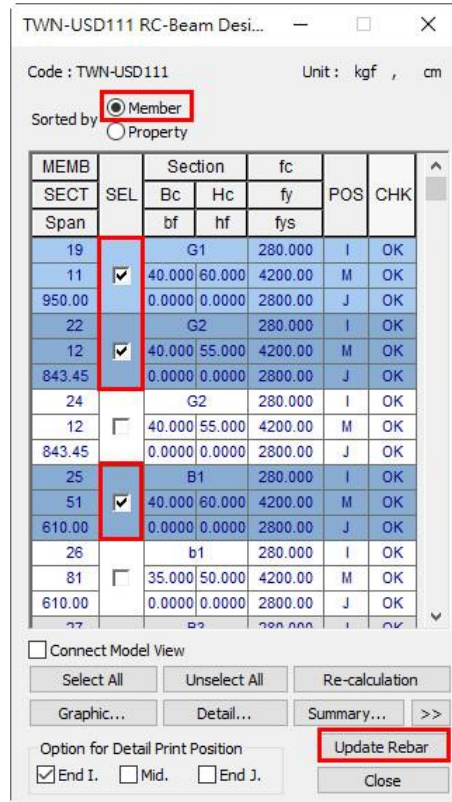 TWN-USD111 RC-Beam Desi...
Code : TWN-USD111 Unit : kgf , cm
Sorted by Member
Property
MEMB SEL Section fc POS CHK
SECT Bc Hc fy
Span bf hf fys
19 G1 280.000 I OK
11 40.000 60.000 4200.00 M OK
950.00 0.0000 0.0000 2800.00 J OK
22 G2 280.000 I OK
12 40.000 55.000 4200.00 M OK
843.45 0.0000 0.0000 2800.00 J OK
24 G2 280.000 I OK
12 40.000 55.000 4200.00 M OK
843.45 0.0000 0.0000 2800.00 J OK
25 B1 280.000 I OK
51 40.000 60.000 4200.00 M OK
610.00 0.0000 0.0000 2800.00 J OK
26 b1 280.000 I OK
81 35.000 50.000 4200.00 M OK
610.00 0.0000 0.0000 2800.00 J OK
280.000 I OK
Connect Model View
Select All Unselect All Re-calculation
Graphic... Detail... Summary... >>
Option for Detail Print Position Update Rebar
End I. Mid. End J. Close